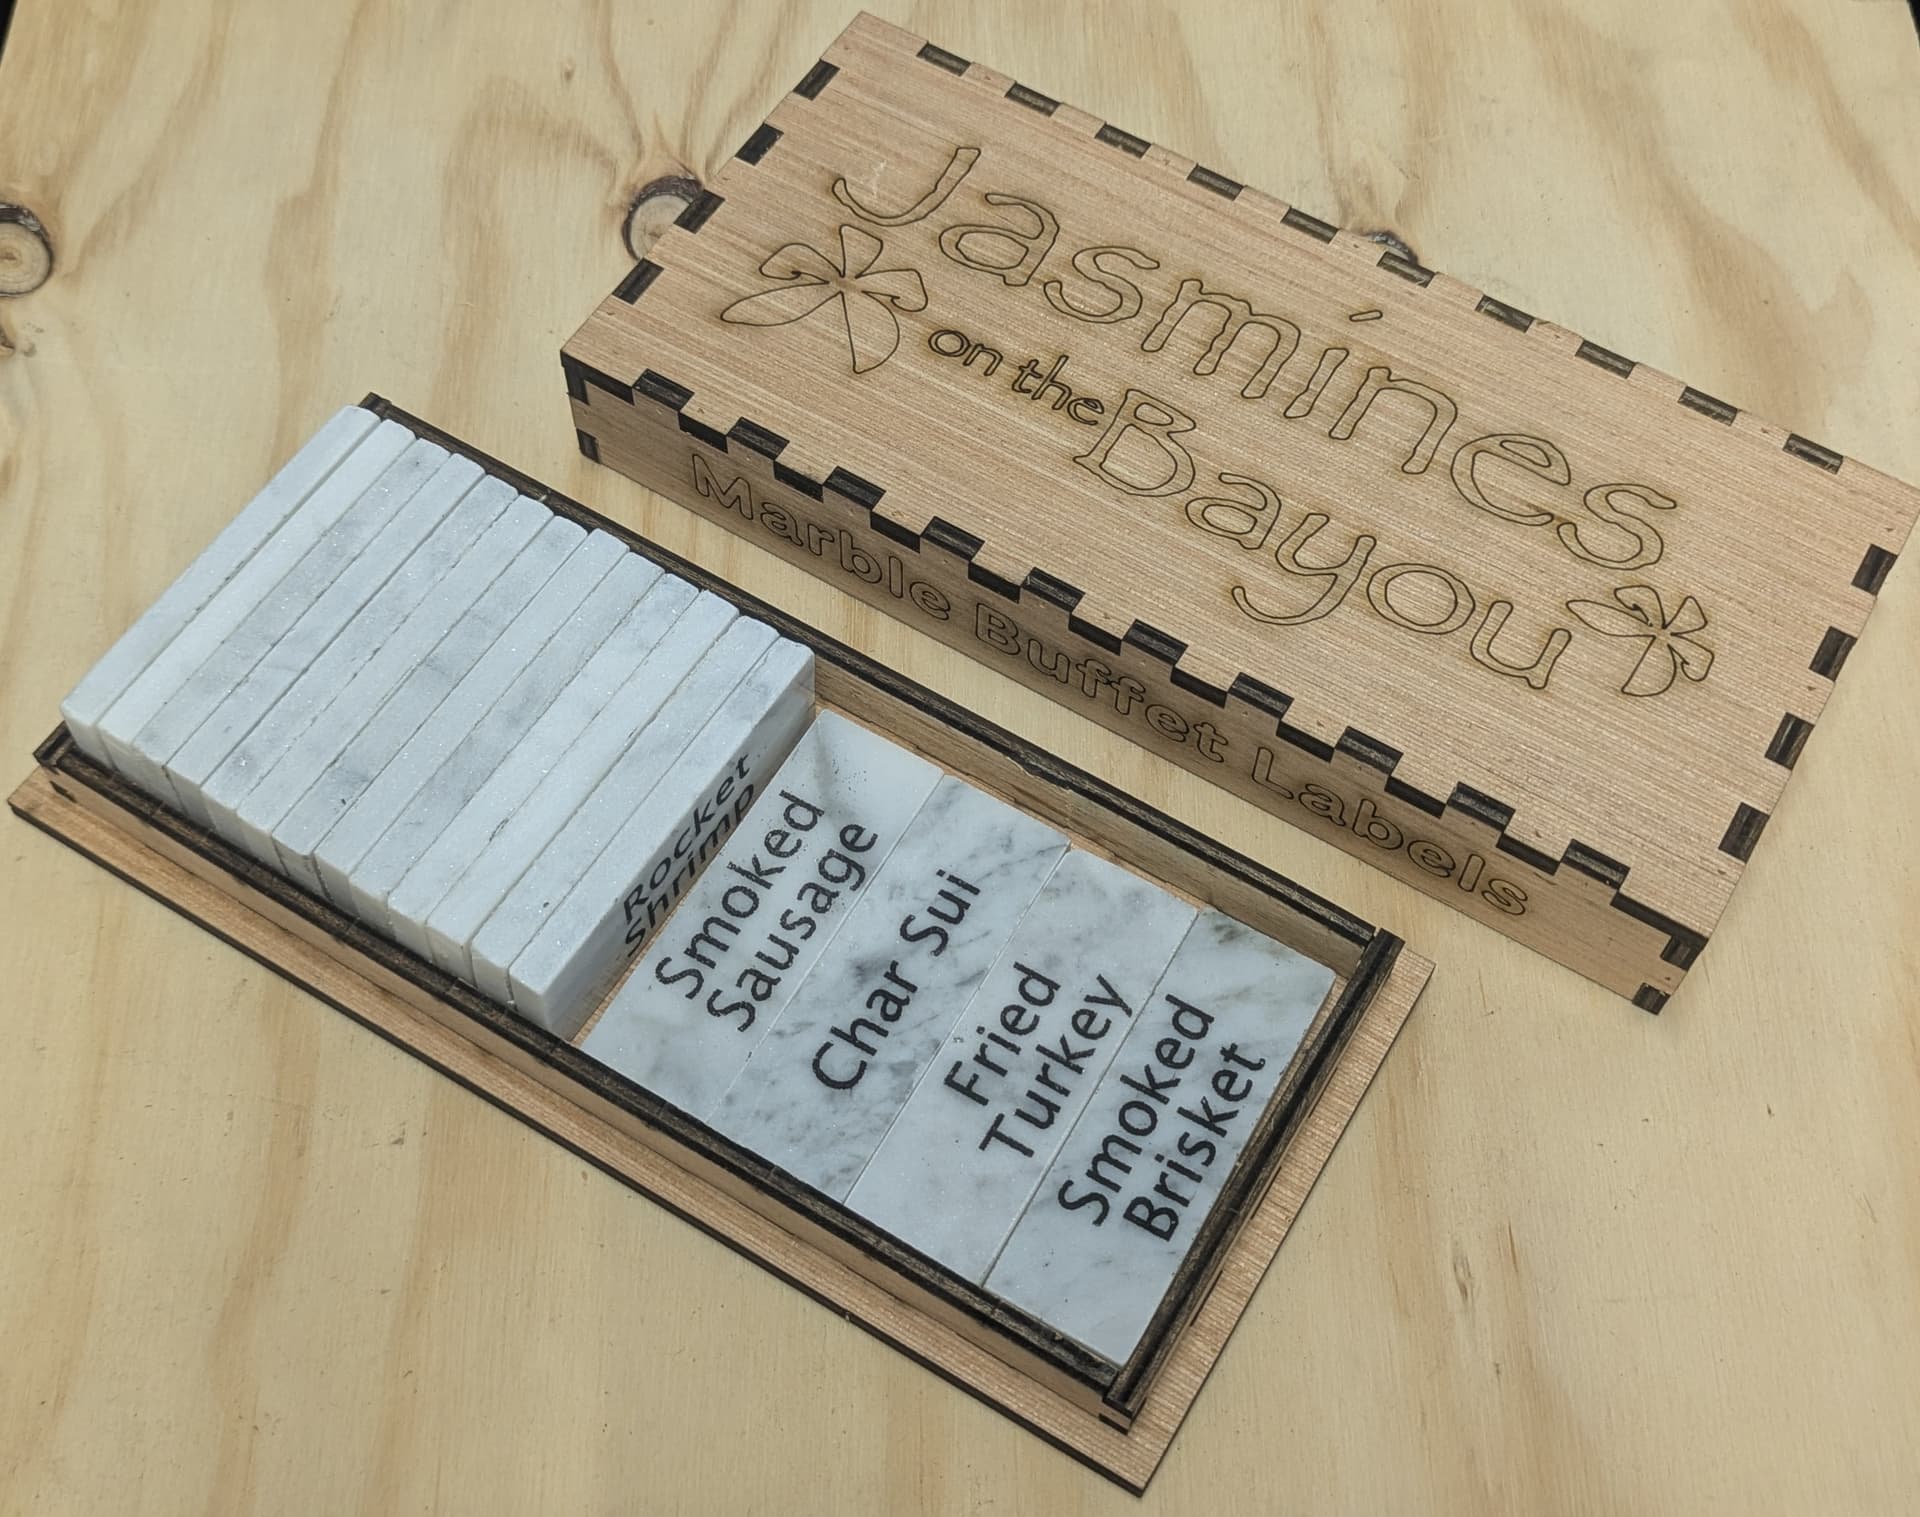 Jasmines
on the Bayou
Marble Buffet Labels
Rocket
Shrimp
Smoked
Sausage
Char Sui
Fried
Turkey
Smoked
Brisket